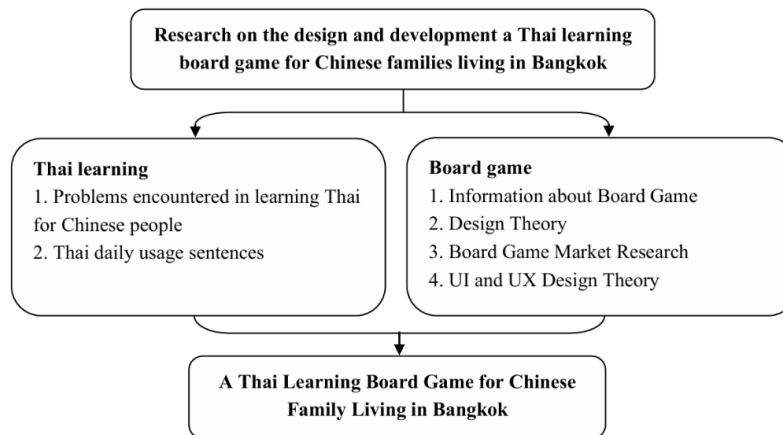 Research on the design and development a Thai learning
board game for Chinese families living in Bangkok
Thai learning
1. Problems encountered in learning Thai
for Chinese people
2. Thai daily usage sentences
Board game
1. Information about Board Game
2. Design Theory
3. Board Game Market Research
4. UI and UX Design Theory
A Thai Learning Board Game for Chinese
Family Living in Bangkok